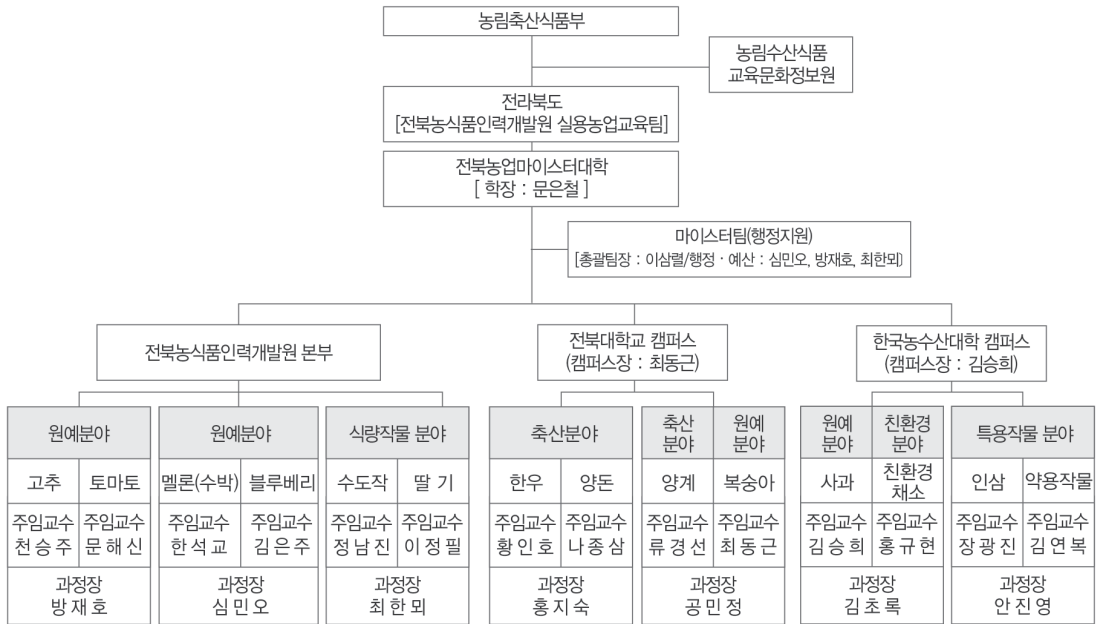 농림축산식품부
농림수산식품
교육문화정보원
전라북도
[전북농식품인력개발원 실용농업교육팀]
전북농업마이스터대학
[ 학장 : 문은철 ]
마이스터팀(행정지원)
[총괄팀장 : 이삼렬/행정 · 예산 : 심민오, 방재호, 최한뫼]
전북농식품인력개발원 본부
전북대학교 캠퍼스
(캠퍼스장 : 최동근)
한국농수산대학 캠퍼스
(캠퍼스장 : 김승희)
원예분야
고추 토마토
주임교수 주임교수
천승주 문해신
과정장
방재호
원예분야
멜론(수박) 블루베리
주임교수 주임교수
한석교 김은주
과정장
심민오
식량작물 분야
수도작 딸 기
주임교수 주임교수
정남진 이정필
과정장
최한뫼
축산분야
한우 양돈
주임교수 주임교수
황인호 나종삼
과정장
홍지숙
축산 원예
분야 분야
양계 복숭아
주임교수 주임교수
류경선 최동근
과정장
공민정
원예 친환경
분야 분야
사과 친환경
채소
주임교수 주임교수
김승희 홍규현
과정장
김초록
특용작물 분야
인삼 약용작물
주임교수 주임교수
장광진 김연복
과정장
안진영